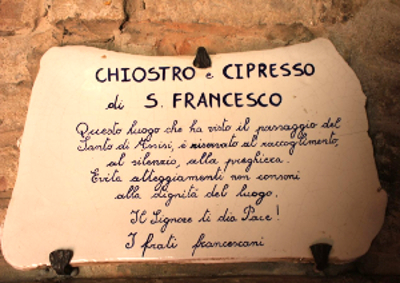 CHIOSTRO e CIPRESSO
di S. FRANCESCO
Questo luogo che ha visto il passaggio del
Santo di Assisi, è riservato al raccoglimento,
al silenzio, alla preghiera.
Evita atteggiamenti non consoni
alla dignità del luogo.
Il Signore ti dia Pace!
I frati francescani